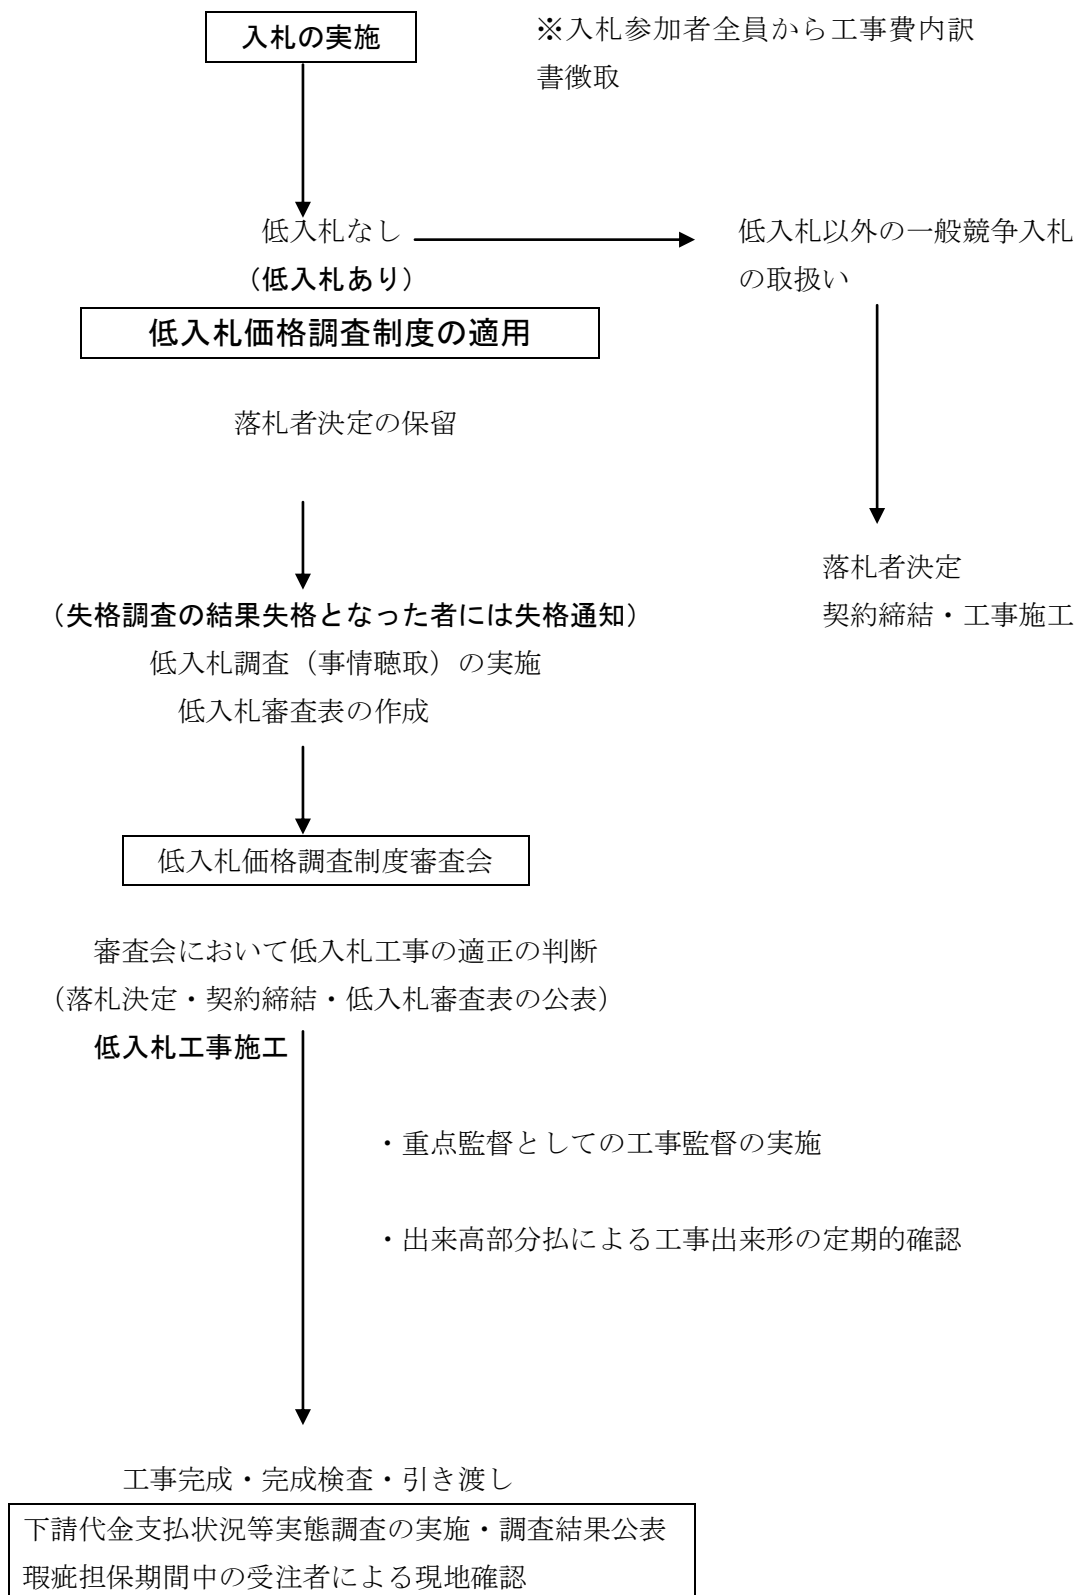 入札の実施
※入札参加者全員から工事費内訳
書徴取
低入札なし
低入札以外の一般競争入札
(低入札あり)
の取扱い
低入札価格調査制度の適用
落札者決定の保留
落札者決定
契約締結・工事施工
(失格調査の結果失格となった者には失格通知)
低入札調査（事情聴取）の実施
低入札審査表の作成
低入札価格調査制度審査会
審査会において低入札工事の適正の判断
（落札決定・契約締結・低入札審査表の公表）
低入札工事施工
・重点監督としての工事監督の実施
・出来高部分払による工事出来形の定期的確認
工事完成・完成検査・引き渡し
下請代金支払状況等実態調査の実施・調査結果公表
瑕疵担保期間中の受注者による現地確認